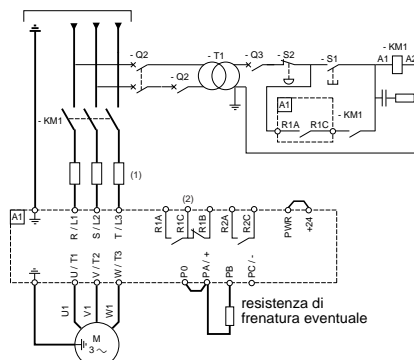 - Q2
- T1
- Q3
- S2
- S1
- KM1
A1
A2
- Q2
A1
- KM1
R1A
R1C
- KM1
(1)
A1
R / L1
S / L2
T / L3
(2)
R1A
R1C
R1B
R2A
R2C
PWR
+24
U / T1
V / T2
W / T3
P0
PA / +
PB
PC / -
U1
V1
W1
M
3 ~
resistenza di
frenatura eventuale